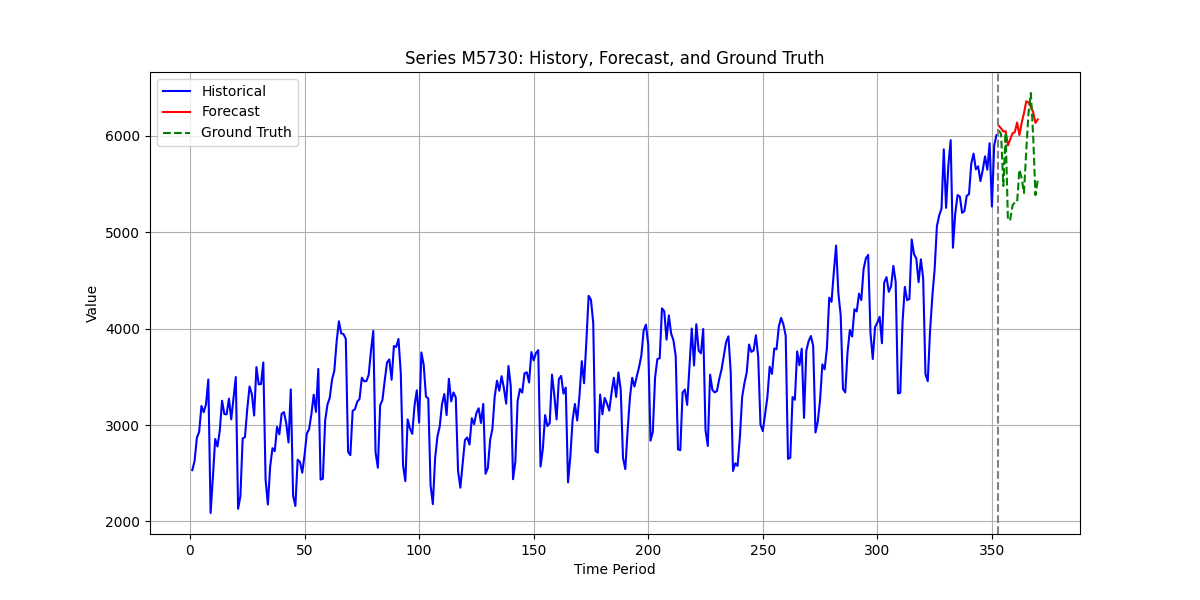 Series M5730: History, Forecast, and Ground Truth
Historical
Forecast
Ground Truth
Value
6000
5000
4000
3000
2000
0 50 100 150 200 250 300 350
Time Period